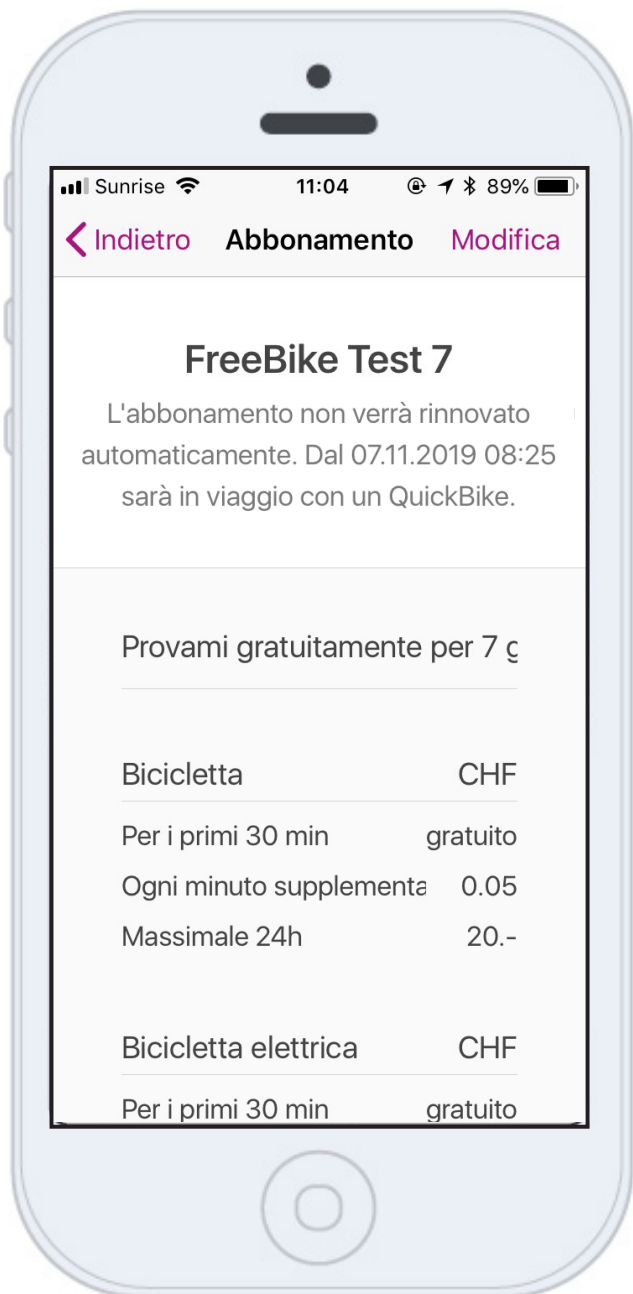 Sunrise 11:04 89%
Indietro Abbonamento Modifica
FreeBike Test 7
L'abbonamento non verrà rinnovato
automaticamente. Dal 07.11.2019 08:25
sarà in viaggio con un QuickBike.
Provami gratuitamente per 7 g
Bicicletta CHF
Per i primi 30 min gratuito
Ogni minuto supplementa 0.05
Massimale 24h 20.-
Bicicletta elettrica CHF
Per i primi 30 min gratuito